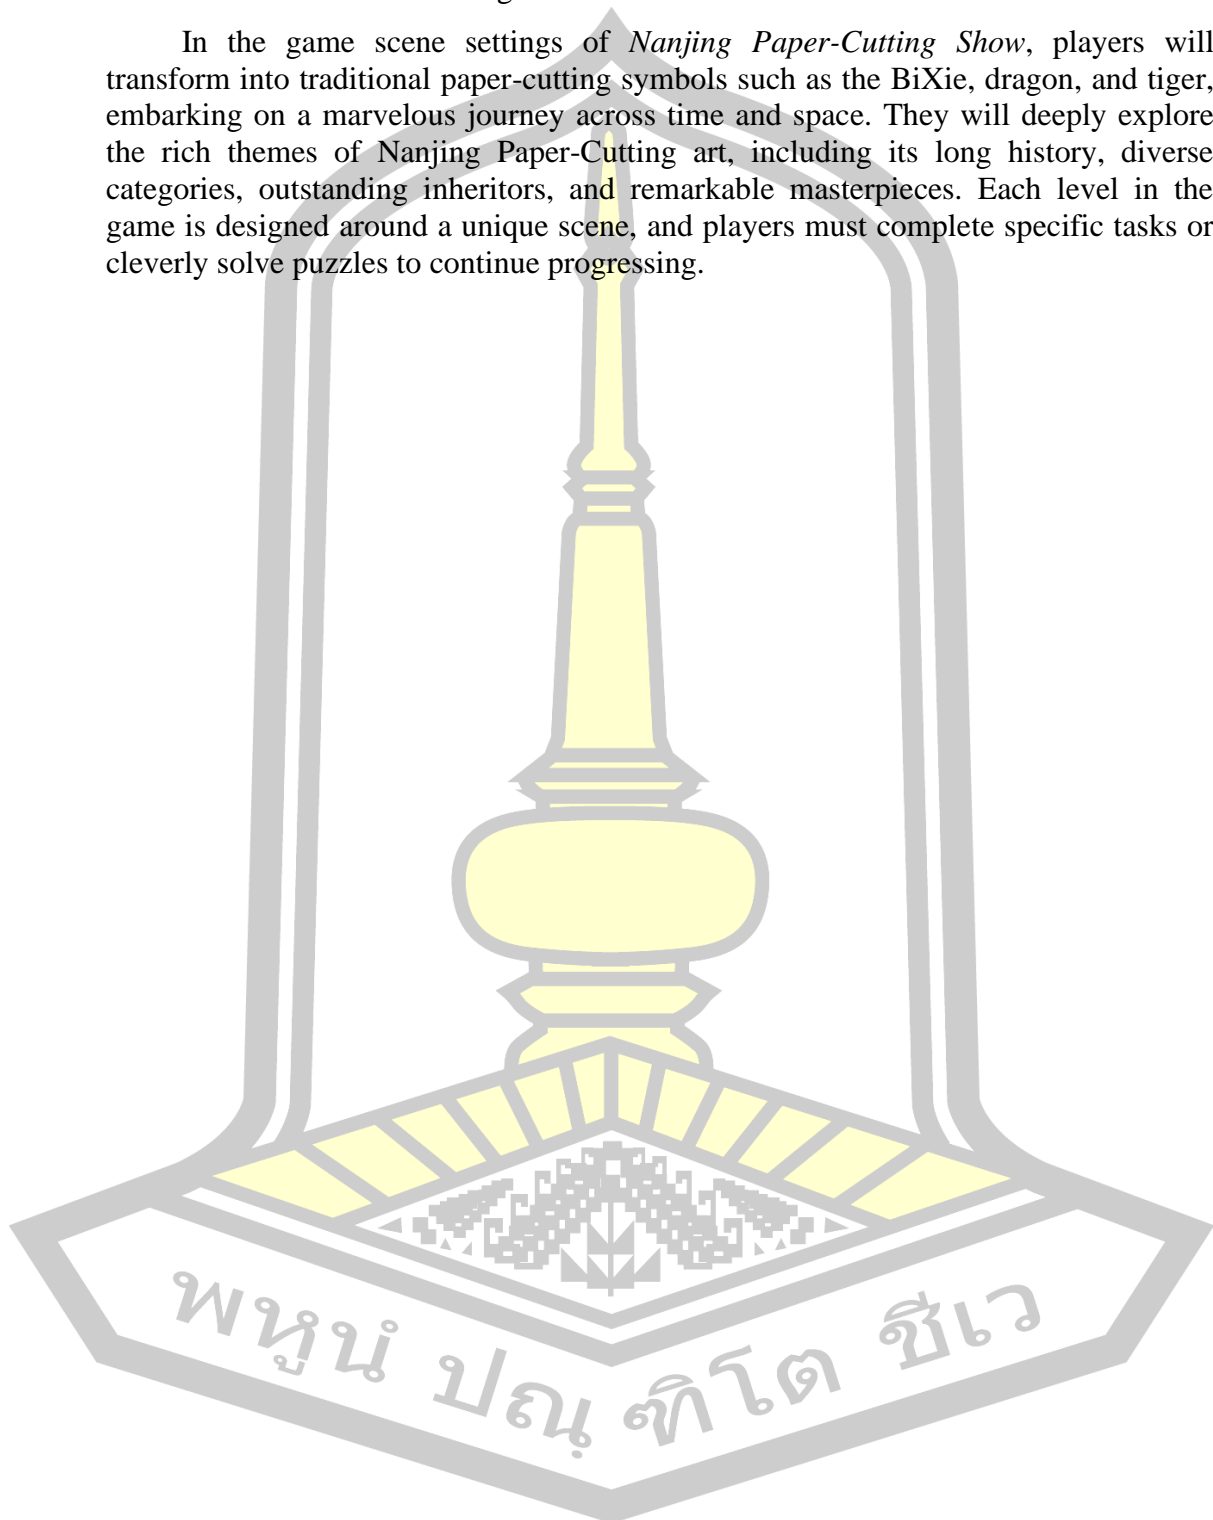 In the game scene settings of Nanjing Paper-Cutting Show, players will
transform into traditional paper-cutting symbols such as the BiXie, dragon, and tiger,
embarking on a marvelous journey across time and space. They will deeply explore
the rich themes of Nanjing Paper-Cutting art, including its long history, diverse
categories, outstanding inheritors, and remarkable masterpieces. Each level in the
game is designed around a unique scene, and players must complete specific tasks or
cleverly solve puzzles to continue progressing.
พหูนํ ปณฺฑิโต ชีเว